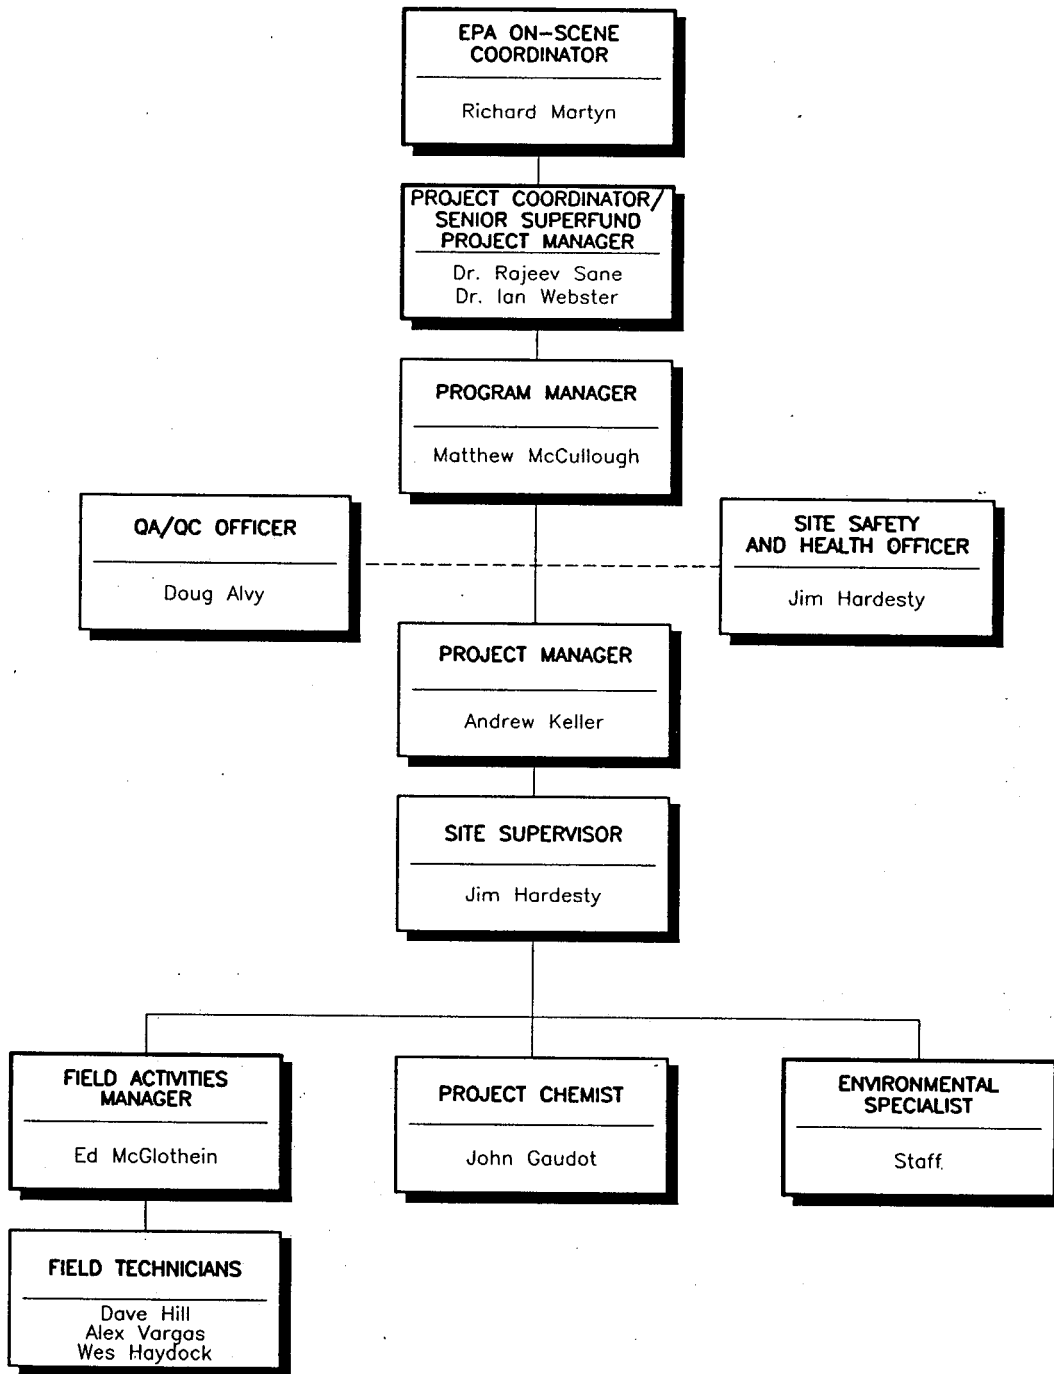 EPA ON-SCENE
COORDINATOR
Richard Martyn
PROJECT COORDINATOR/
SENIOR SUPERFUND
PROJECT MANAGER
Dr. Rajeev Sane
Dr. Ian Webster
PROGRAM MANAGER
Matthew McCullough
QA/QC OFFICER
Doug Alvy
SITE SAFETY
AND HEALTH OFFICER
Jim Hardesty
PROJECT MANAGER
Andrew Keller
SITE SUPERVISOR
Jim Hardesty
FIELD ACTIVITIES
MANAGER
Ed McGlothein
PROJECT CHEMIST
John Gaudot
ENVIRONMENTAL
SPECIALIST
Staff
FIELD TECHNICIANS
Dave Hill
Alex Vargas
Wes Haydock